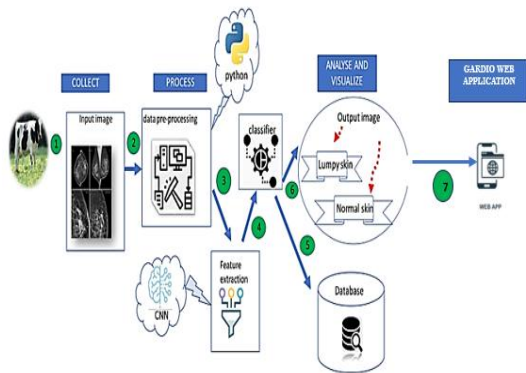 COLLECT
PROCESS
python
ANALYSE AND
VISUALIZE
GARDIO WEB
APPLICATION
Input image
data pre-processing
classifier
Output image
Lumpy skin
Normal skin
1
2
3
4
5
6
7
WEB APP
Feature
extraction
CNN
Database